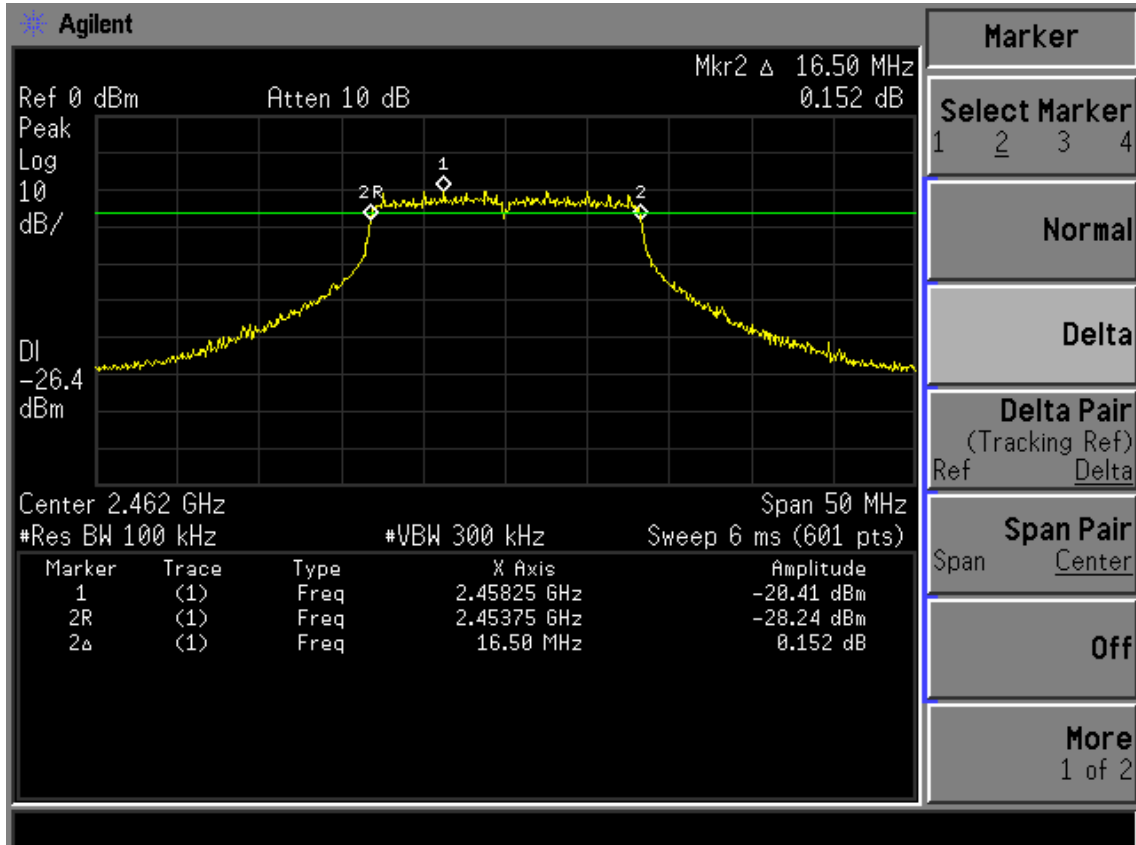 Agilent
Mkr2 Δ 16.50 MHz
Ref 0 dBm Atten 10 dB 0.152 dB
Peak
Log
10
dB/
1
2R
2
DI
-26.4
dBm
Center 2.462 GHz Span 50 MHz
#Res BW 100 kHz #VBW 300 kHz Sweep 6 ms (601 pts)
Marker Trace Type X Axis Amplitude
1 (1) Freq 2.45825 GHz -20.41 dBm
2R (1) Freq 2.45375 GHz -28.24 dBm
2Δ (1) Freq 16.50 MHz 0.152 dB
Marker
Select Marker
1 2 3 4
Normal
Delta
Delta Pair
(Tracking Ref)
Ref Delta
Span Pair
Span Center
Off
More
1 of 2